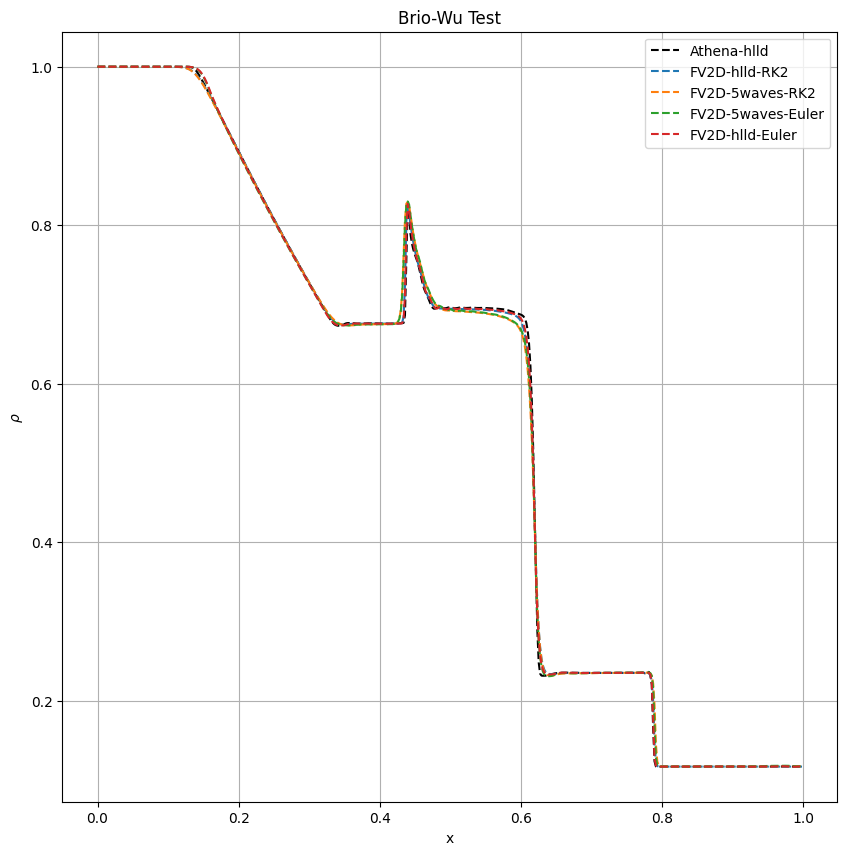 Brio-Wu Test
Athena-hlld
FV2D-hlld-RK2
FV2D-5waves-RK2
FV2D-5waves-Euler
FV2D-hlld-Euler
1.0
0.8
0.6
0.4
0.2
ρ
0.0 0.2 0.4 0.6 0.8 1.0
x